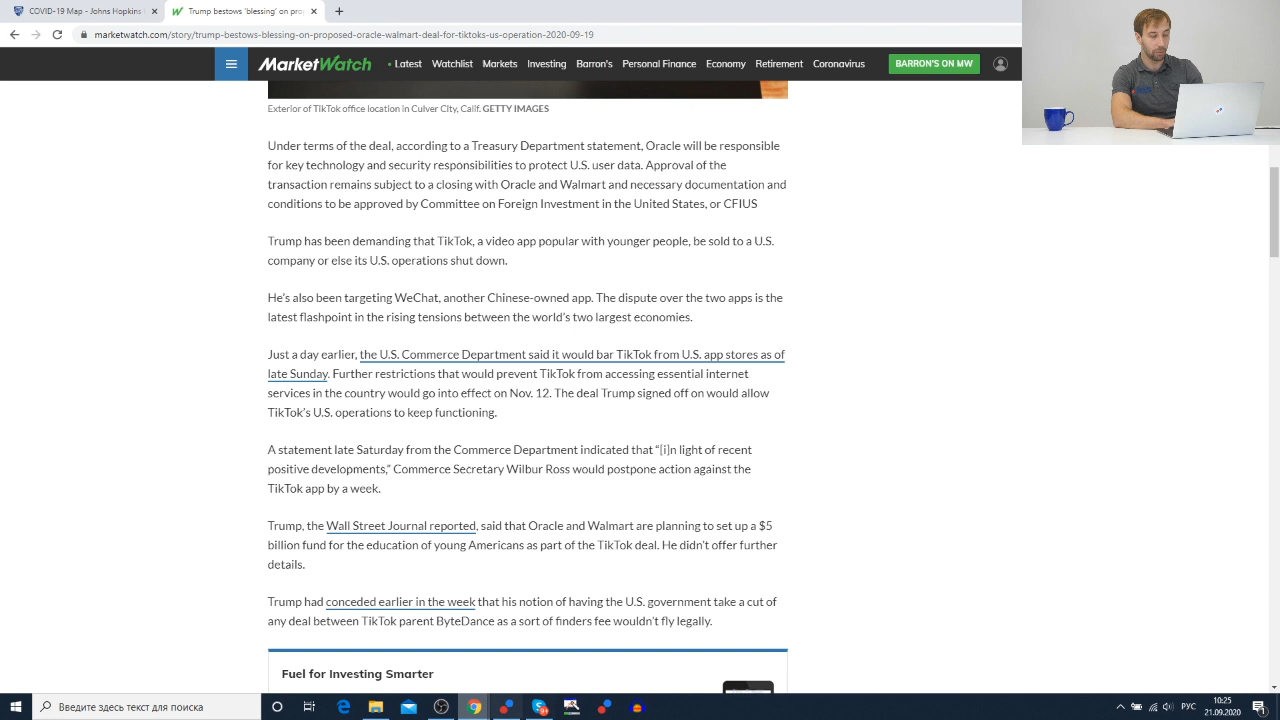 COVID-19 Map - Johns Hopkins
Trump bestows 'blessing' on prop
marketwatch.com/story/trump-bestows-blessing-on-proposed-oracle-walmart-deal-for-tiktoks-us-operation-2020-09-19
MarketWatch
Latest Watchlist Markets Investing Barron's Personal Finance Economy Retirement Coronavirus
BARRON'S ON MW
Exterior of TikTok office location in Culver City, Calif. GETTY IMAGES
Under terms of the deal, according to a Treasury Department statement, Oracle will be responsible
for key technology and security responsibilities to protect U.S. user data. Approval of the
transaction remains subject to a closing with Oracle and Walmart and necessary documentation and
conditions to be approved by Committee on Foreign Investment in the United States, or CFIUS
Trump has been demanding that TikTok, a video app popular with younger people, be sold to a U.S.
company or else its U.S. operations shut down.
He's also been targeting WeChat, another Chinese-owned app. The dispute over the two apps is the
latest flashpoint in the rising tensions between the world's two largest economies.
Just a day earlier, the U.S. Commerce Department said it would bar TikTok from U.S. app stores as of
late Sunday. Further restrictions that would prevent TikTok from accessing essential internet
services in the country would go into effect on Nov. 12. The deal Trump signed off on would allow
TikTok's U.S. operations to keep functioning.
A statement late Saturday from the Commerce Department indicated that “[i]n light of recent
positive developments,” Commerce Secretary Wilbur Ross would postpone action against the
TikTok app by a week.
Trump, the Wall Street Journal reported, said that Oracle and Walmart are planning to set up a $5
billion fund for the education of young Americans as part of the TikTok deal. He didn't offer further
details.
Trump had conceded earlier in the week that his notion of having the U.S. government take a cut of
any deal between TikTok parent ByteDance as a sort of finders fee wouldn't fly legally.
Fuel for Investing Smarter
Введите здесь текст для поиска
РУС
10:25
21.09.2020